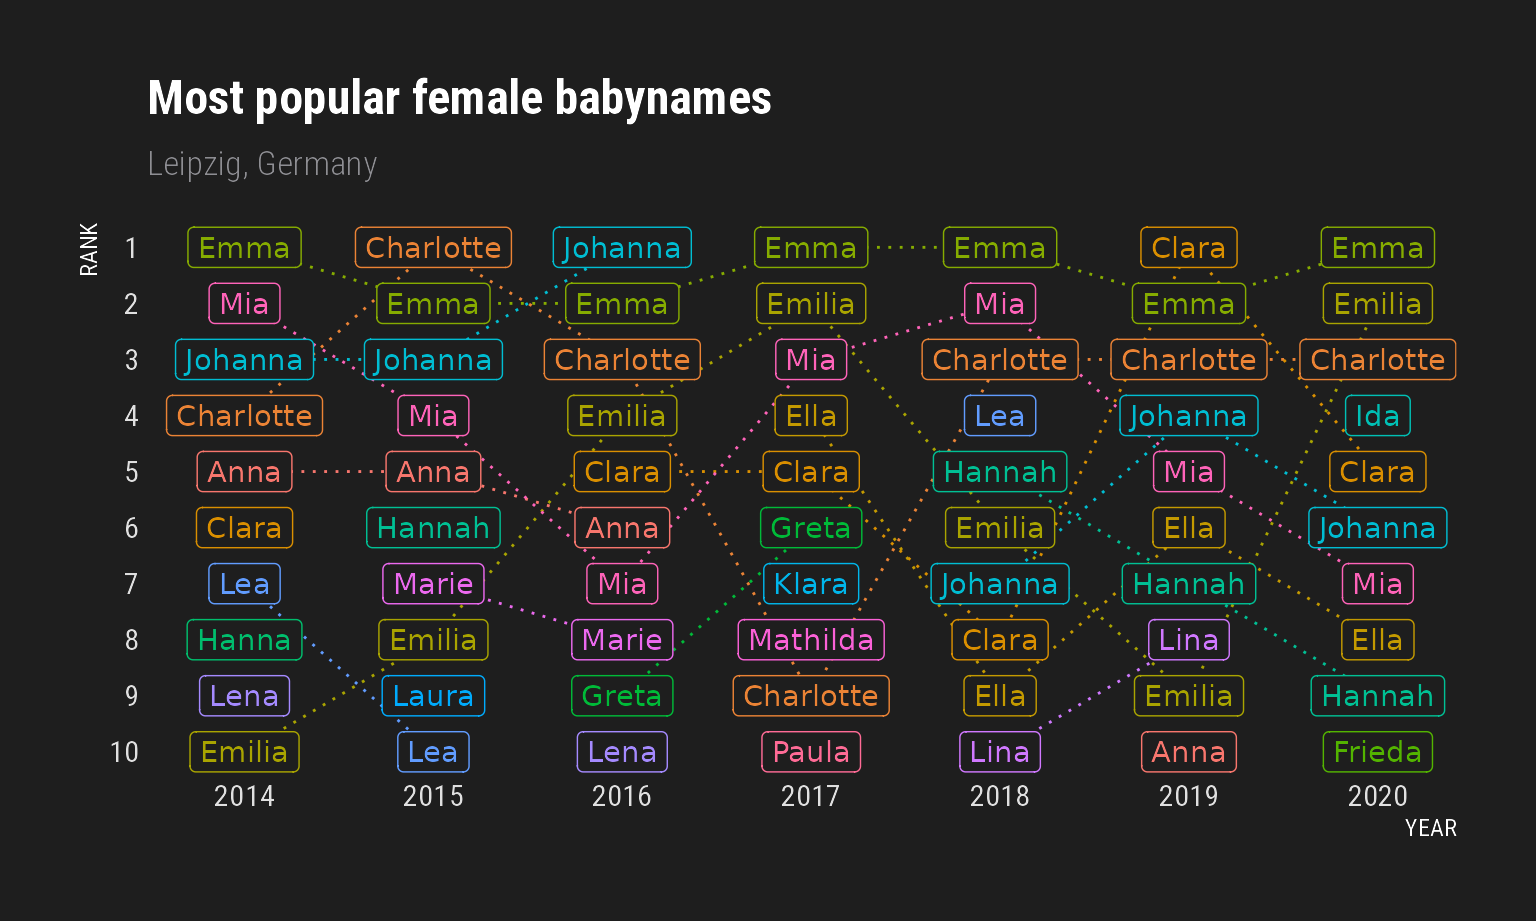 Most popular female babynames
Leipzig, Germany
RANK
1 Emma Charlotte Johanna Emma Emma Clara Emma
2 Mia Emma Emma Emilia Mia Emma Emilia
3 Johanna Johanna Charlotte Mia Charlotte Charlotte Charlotte
4 Charlotte Mia Emilia Ella Lea Johanna Ida
5 Anna Anna Clara Clara Hannah Mia Clara
6 Clara Hannah Anna Greta Emilia Ella Johanna
7 Lea Marie Mia Klara Johanna Hannah Mia
8 Hanna Emilia Marie Mathilda Clara Lina Ella
9 Lena Laura Greta Charlotte Ella Emilia Hannah
10 Emilia Lea Lena Paula Lina Anna Frieda
2014 2015 2016 2017 2018 2019 2020
YEAR